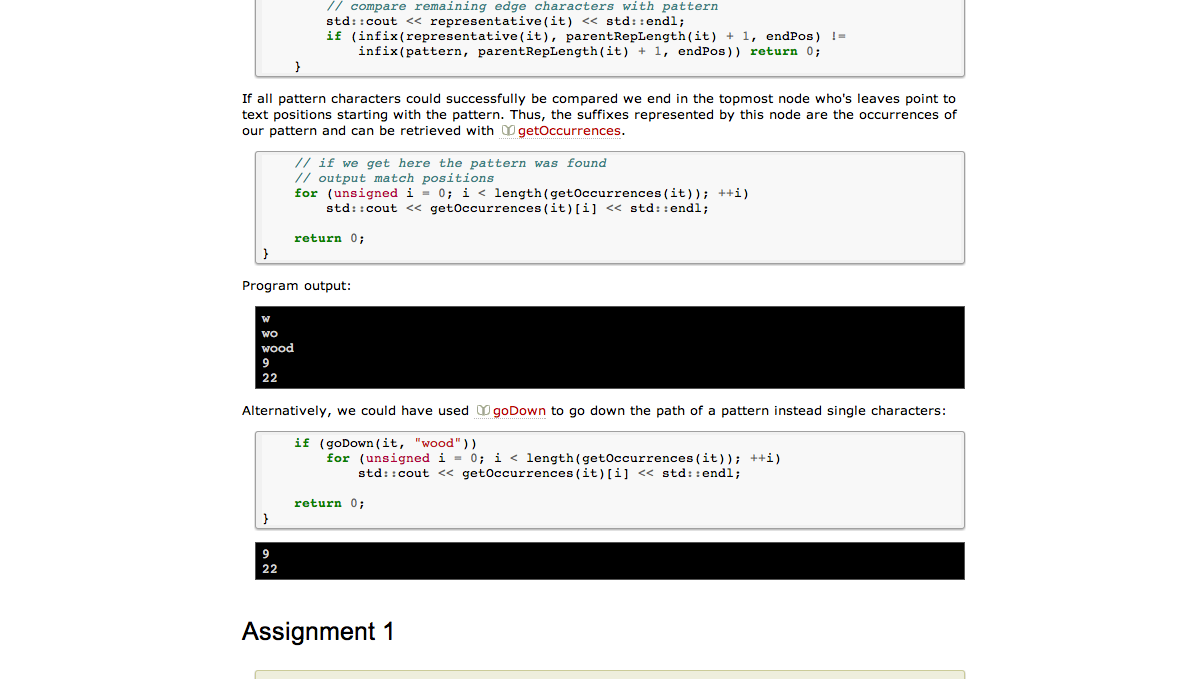 // compare remaining edge characters with pattern
std::cout << representative(it) << std::endl;
if (infix(representative(it), parentRepLength(it) + 1, endPos) !=
infix(pattern, parentRepLength(it) + 1, endPos)) return 0;
}
If all pattern characters could successfully be compared we end in the topmost node who's leaves point to
text positions starting with the pattern. Thus, the suffixes represented by this node are the occurrences of
our pattern and can be retrieved with getOccurrences.
// if we get here the pattern was found
// output match positions
for (unsigned i = 0; i < length(getOccurrences(it)); ++i)
std::cout << getOccurrences(it)[i] << std::endl;
return 0;
}
Program output:
w
wo
wood
9
22
Alternatively, we could have used goDown to go down the path of a pattern instead single characters:
if (goDown(it, "wood"))
for (unsigned i = 0; i < length(getOccurrences(it)); ++i)
std::cout << getOccurrences(it)[i] << std::endl;
return 0;
}
9
22
Assignment 1